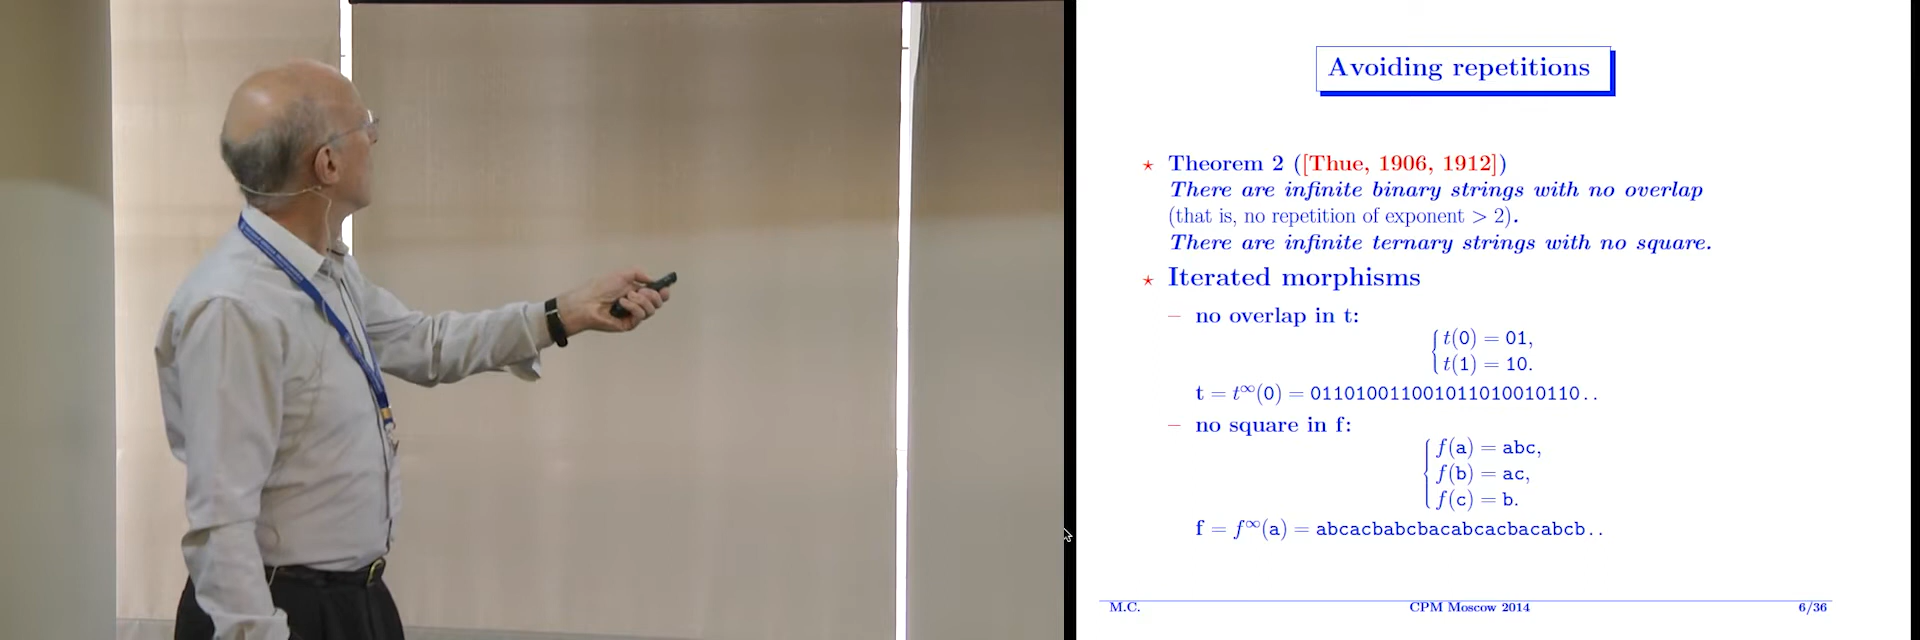 Avoiding repetitions
⋆ Theorem 2 ([Thue, 1906, 1912])
There are infinite binary strings with no overlap
(that is, no repetition of exponent > 2).
There are infinite ternary strings with no square.
⋆ Iterated morphisms
– no overlap in t:
t(0) = 01,
t(1) = 10.
t = t∞(0) = 011010011001011010010110..
– no square in f:
f(a) = abc,
f(b) = ac,
f(c) = b.
f = f∞(a) = abcacbabcbacabcacbacabcb..
M.C. CPM Moscow 2014 6/36